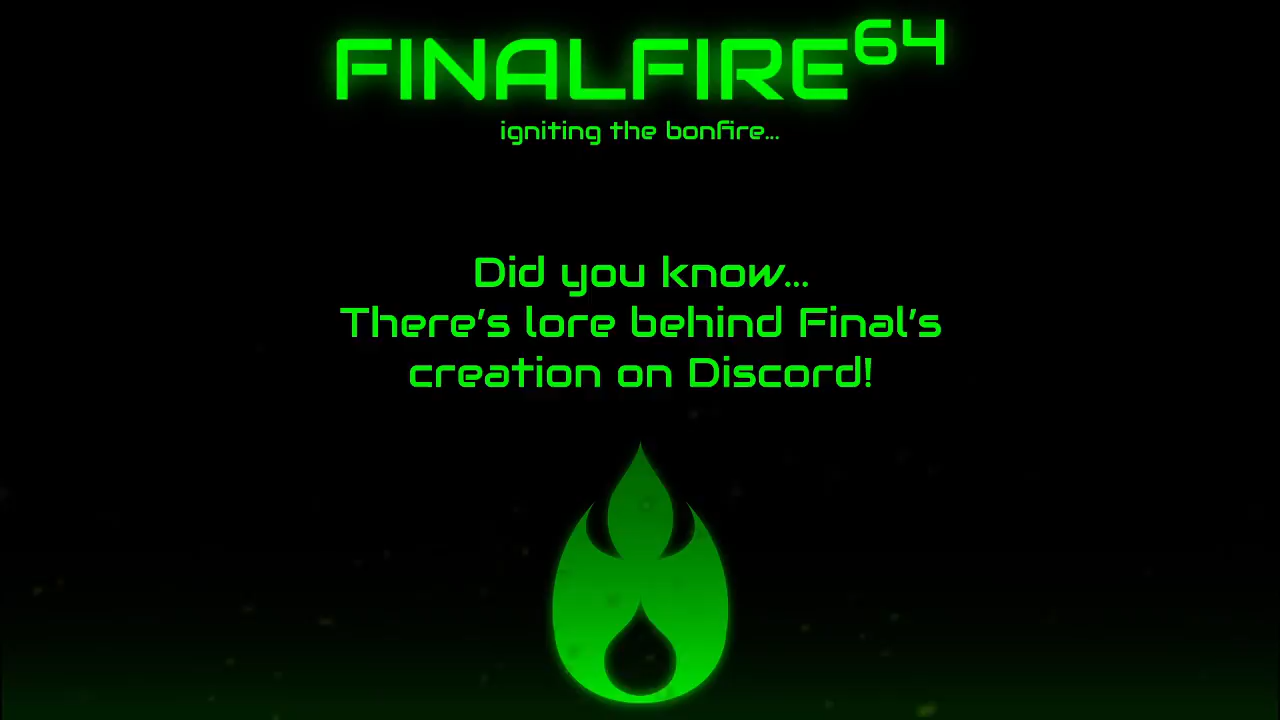 FINALFIRE⁶⁴
igniting the bonfire...
Did you know...
There's lore behind Final's
creation on Discord!